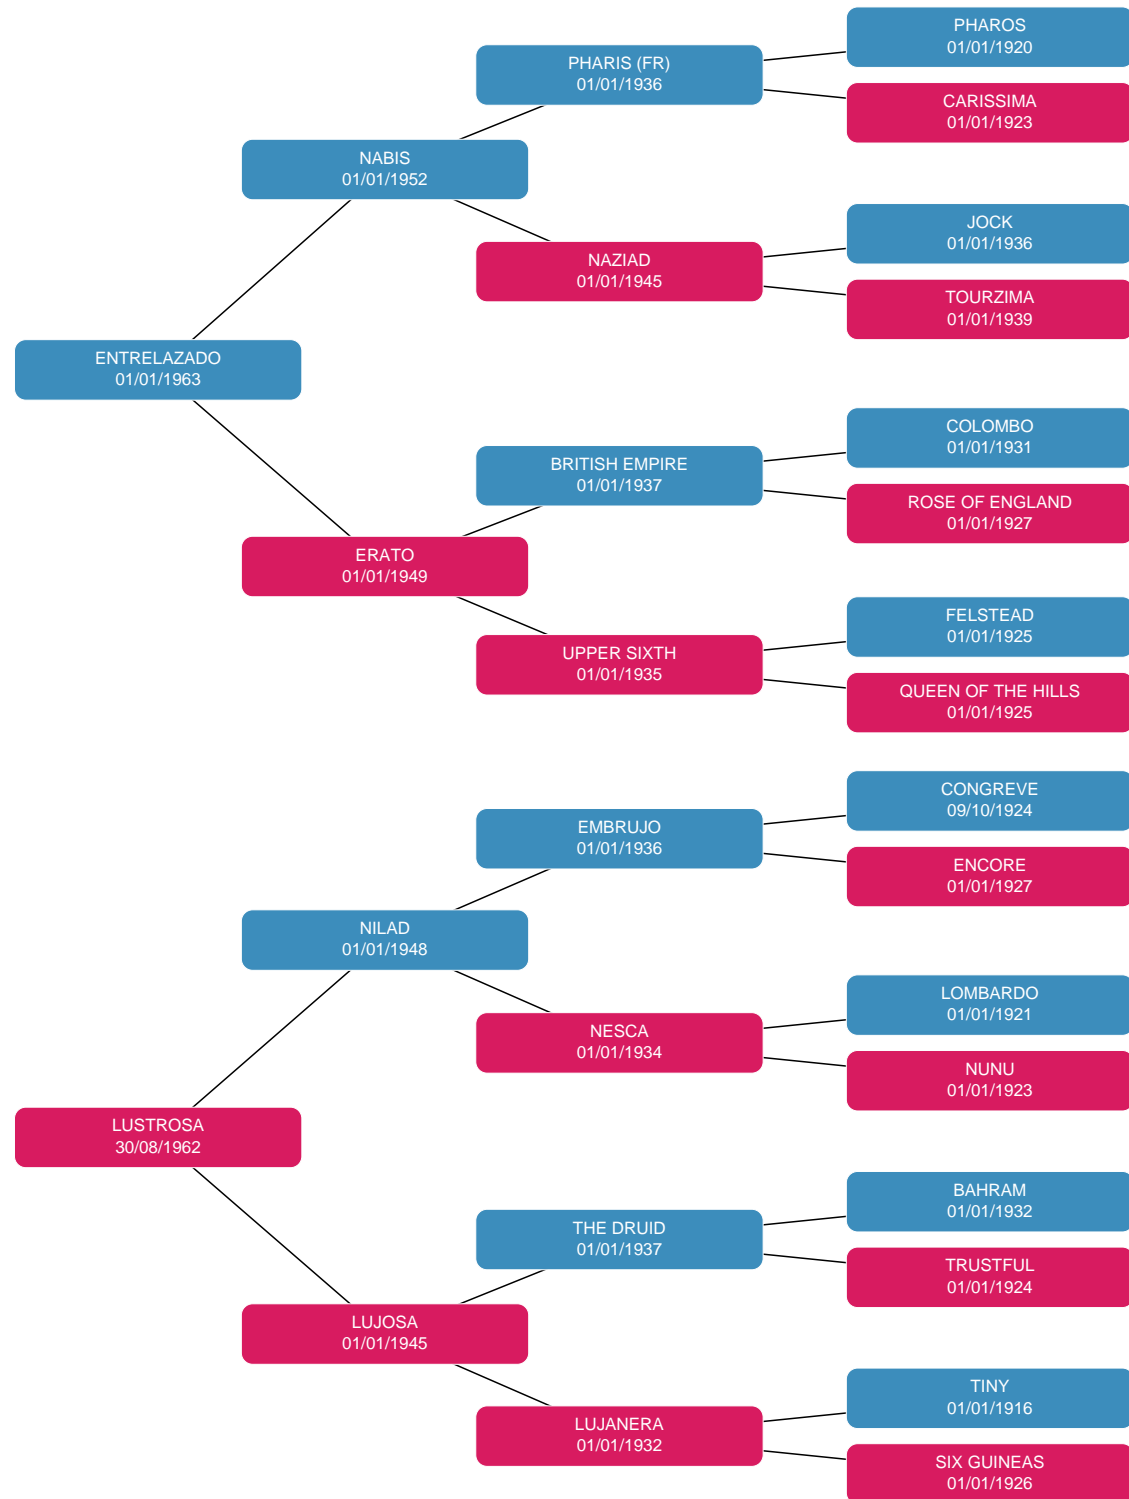 PHAROS
01/01/1920
PHARIS (FR)
01/01/1936
CARISSIMA
01/01/1923
NABIS
01/01/1952
JOCK
01/01/1936
NAZIAD
01/01/1945
TOURZIMA
01/01/1939
ENTRELAZADO
01/01/1963
COLOMBO
01/01/1931
BRITISH EMPIRE
01/01/1937
ROSE OF ENGLAND
01/01/1927
ERATO
01/01/1949
FELSTEAD
01/01/1925
UPPER SIXTH
01/01/1935
QUEEN OF THE HILLS
01/01/1925
CONGREVE
09/10/1924
EMBRUJO
01/01/1936
ENCORE
01/01/1927
NILAD
01/01/1948
LOMBARDO
01/01/1921
NESCA
01/01/1934
NUNU
01/01/1923
LUSTROSA
30/08/1962
BAHRAM
01/01/1932
THE DRUID
01/01/1937
TRUSTFUL
01/01/1924
LUJOSA
01/01/1945
TINY
01/01/1916
LUJANERA
01/01/1932
SIX GUINEAS
01/01/1926